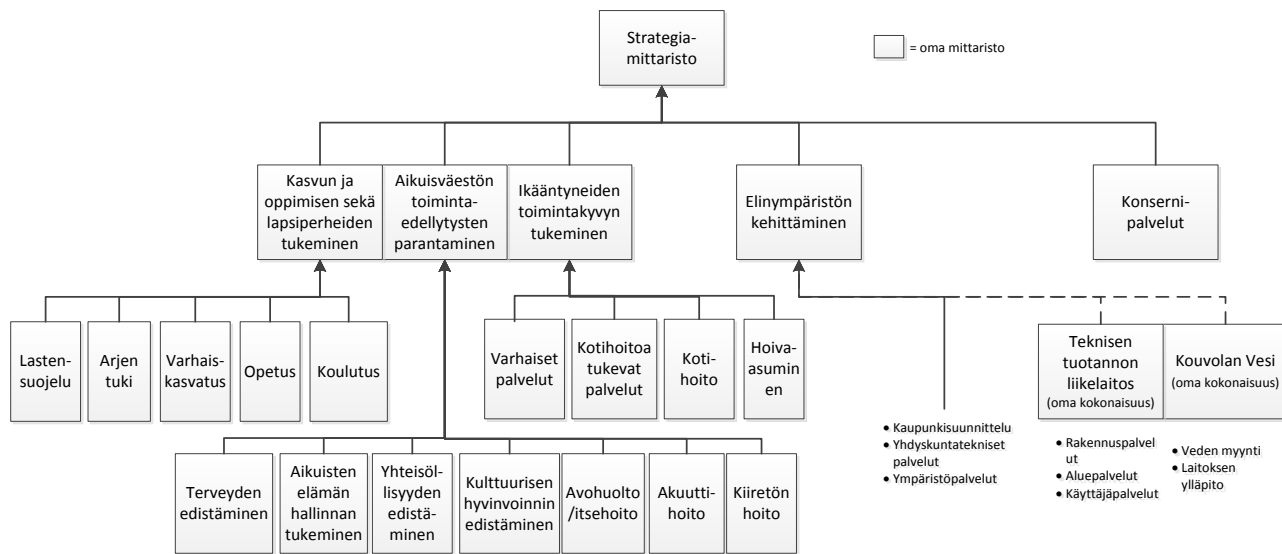 Strategia-
mittaristo
= oma mittaristo
Kasvun ja
oppimisen sekä
lapsiperheiden
tukeminen
Aikuisväestön
toiminta-
edellytysten
parantaminen
Ikääntyneiden
toimintakyvyn
tukeminen
Elinympäristön
kehittäminen
Konserni-
palvelut
Lasten-
suojelu
Arjen
tuki
Varhais-
kasvatus
Opetus
Koulutus
Varhaiset
palvelut
Kotihoitoa
tukevat
palvelut
Koti-
hoito
Hoiva-
asumin
en
Teknisen
tuotannon
liikelaitos
(oma kokonaisuus)
Kouvolan Vesi
(oma kokonaisuus)
• Kaupunkisuunnittelu
• Yhdyskuntatekniset
palvelut
• Ympäristöpalvelut
• Rakennuspalvel
ut
• Aluepalvelut
• Käyttäjäpalvelut
• Veden myynti
• Laitoksen
ylläpito
Terveyden
edistäminen
Aikuisten
elämän
hallinnan
tukeminen
Yhteisöl-
lisyyden
edistä-
minen
Kulttuurisen
hyvinvoinnin
edistäminen
Avohuolto
/itsehoito
Akuutti-
hoito
Kiiretön
hoito